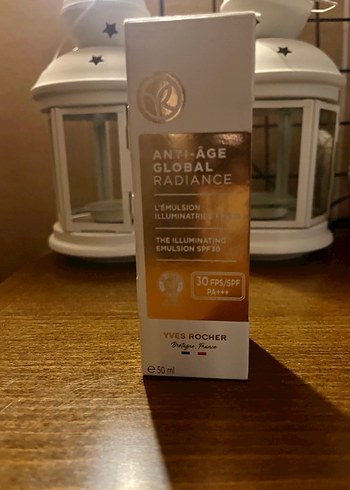 ANTI-ÂGE
GLOBAL
RADIANCE
L'ÉMULSION
ILLUMINATRICE
THE ILLUMINATING
EMULSION SPF30
30 FPS/SPF
PA+++
YVES ROCHER
Bretagne France
℮ 50 ml